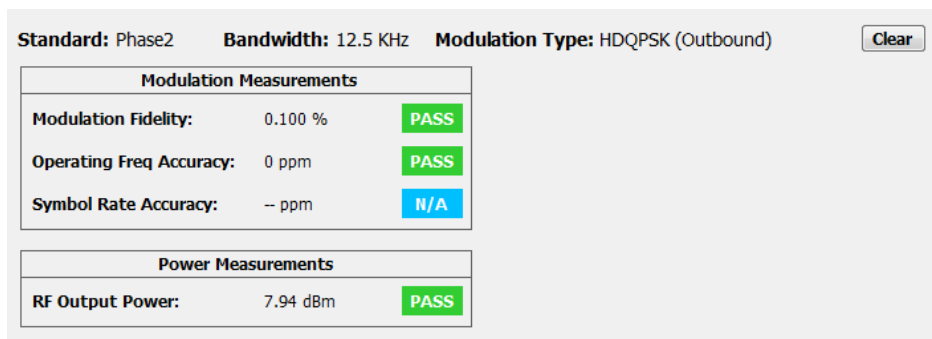 Standard: Phase2 Bandwidth: 12.5 KHz Modulation Type: HDQPSK (Outbound) Clear
Modulation Measurements
Modulation Fidelity: 0.100 % PASS
Operating Freq Accuracy: 0 ppm PASS
Symbol Rate Accuracy: -- ppm N/A
Power Measurements
RF Output Power: 7.94 dBm PASS